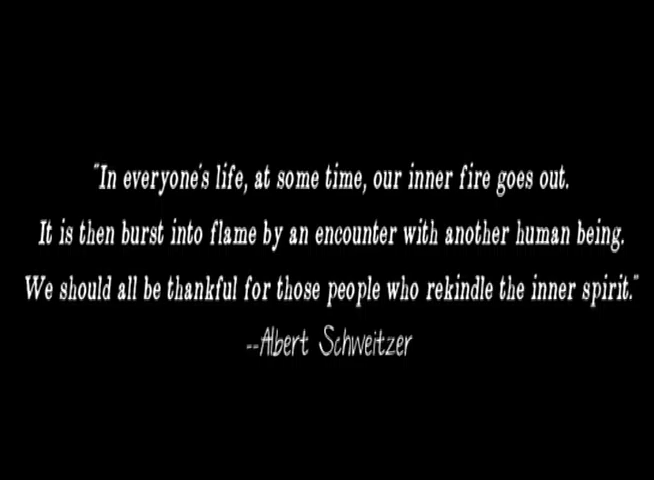 "In everyone's life, at some time, our inner fire goes out.
It is then burst into flame by an encounter with another human being.
We should all be thankful for those people who rekindle the inner spirit."
--Albert Schweitzer